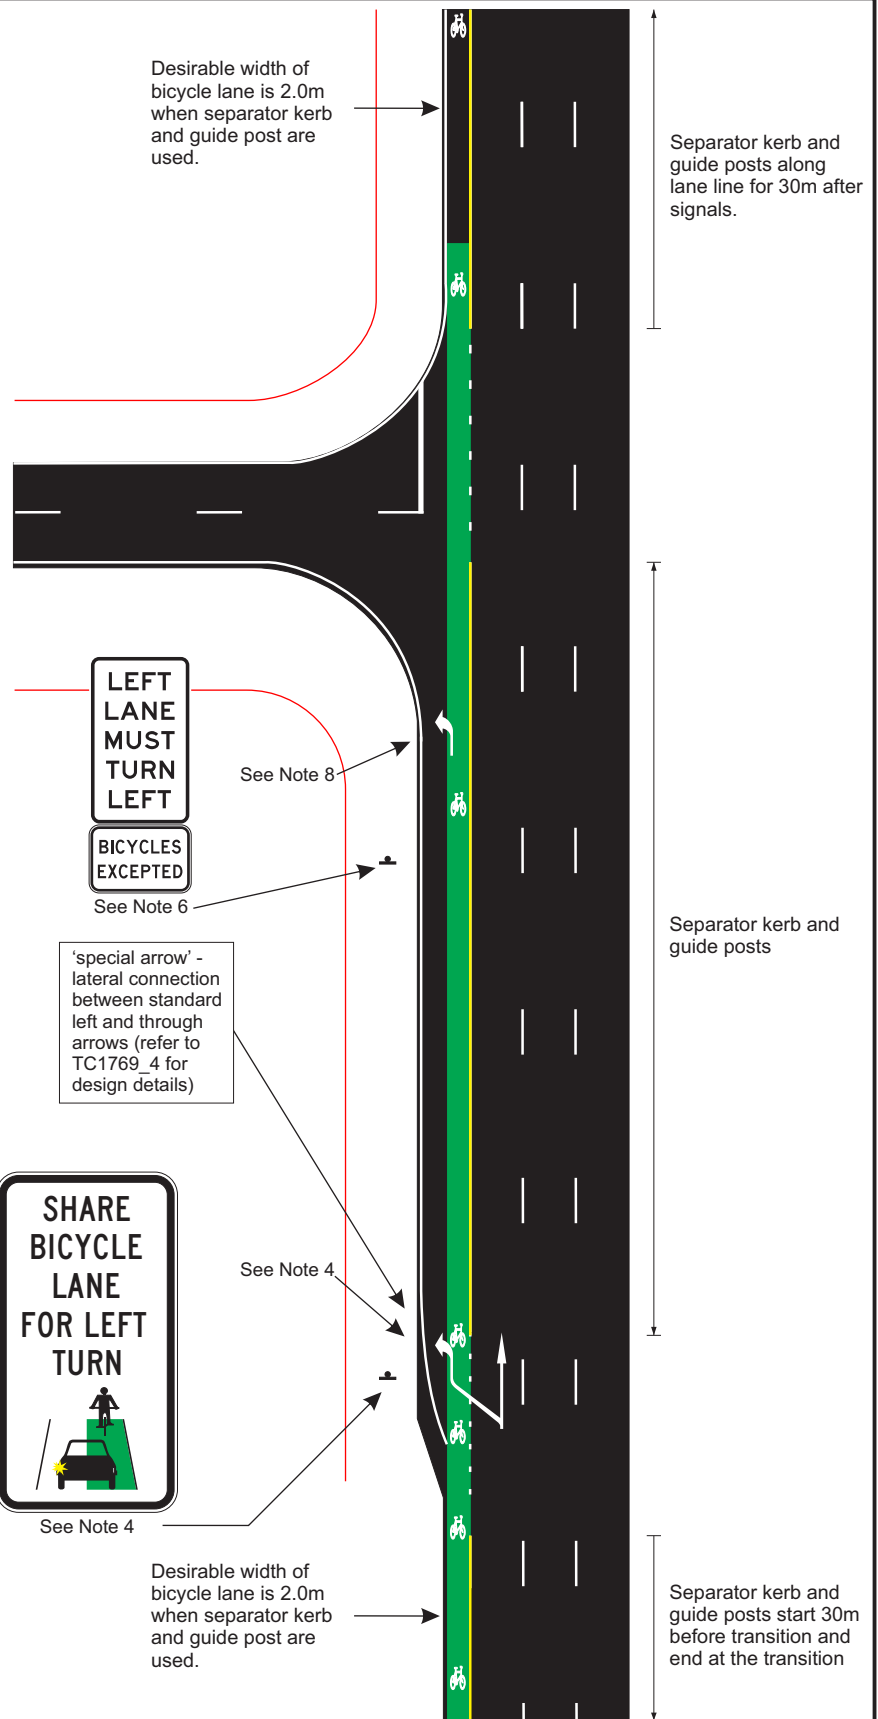 Desirable width of
bicycle lane is 2.0m
when separator kerb
and guide post are
used.
Separator kerb and
guide posts along
lane line for 30m after
signals.
LEFT
LANE
MUST
TURN
LEFT
BICYCLES
EXCEPTED
See Note 8
See Note 6
Separator kerb and
guide posts
'special arrow' -
lateral connection
between standard
left and through
arrows (refer to
TC1769_4 for
design details)
SHARE
BICYCLE
LANE
FOR LEFT
TURN
See Note 4
See Note 4
Desirable width of
bicycle lane is 2.0m
when separator kerb
and guide post are
used.
Separator kerb and
guide posts start 30m
before transition and
end at the transition